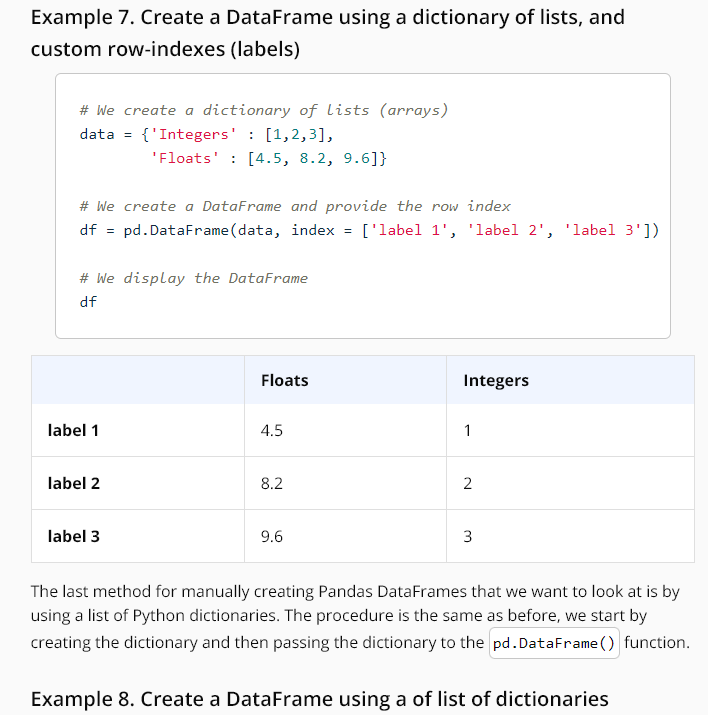 Example 7. Create a DataFrame using a dictionary of lists, and
custom row-indexes (labels)
# We create a dictionary of lists (arrays)
data = {'Integers' : [1,2,3],
        'Floats' : [4.5, 8.2, 9.6]}
# We create a DataFrame and provide the row index
df = pd.DataFrame(data, index = ['label 1', 'label 2', 'label 3'])
# We display the DataFrame
df
Floats Integers
label 1 4.5 1
label 2 8.2 2
label 3 9.6 3
The last method for manually creating Pandas DataFrames that we want to look at is by
using a list of Python dictionaries. The procedure is the same as before, we start by
creating the dictionary and then passing the dictionary to the pd.DataFrame() function.
Example 8. Create a DataFrame using a of list of dictionaries